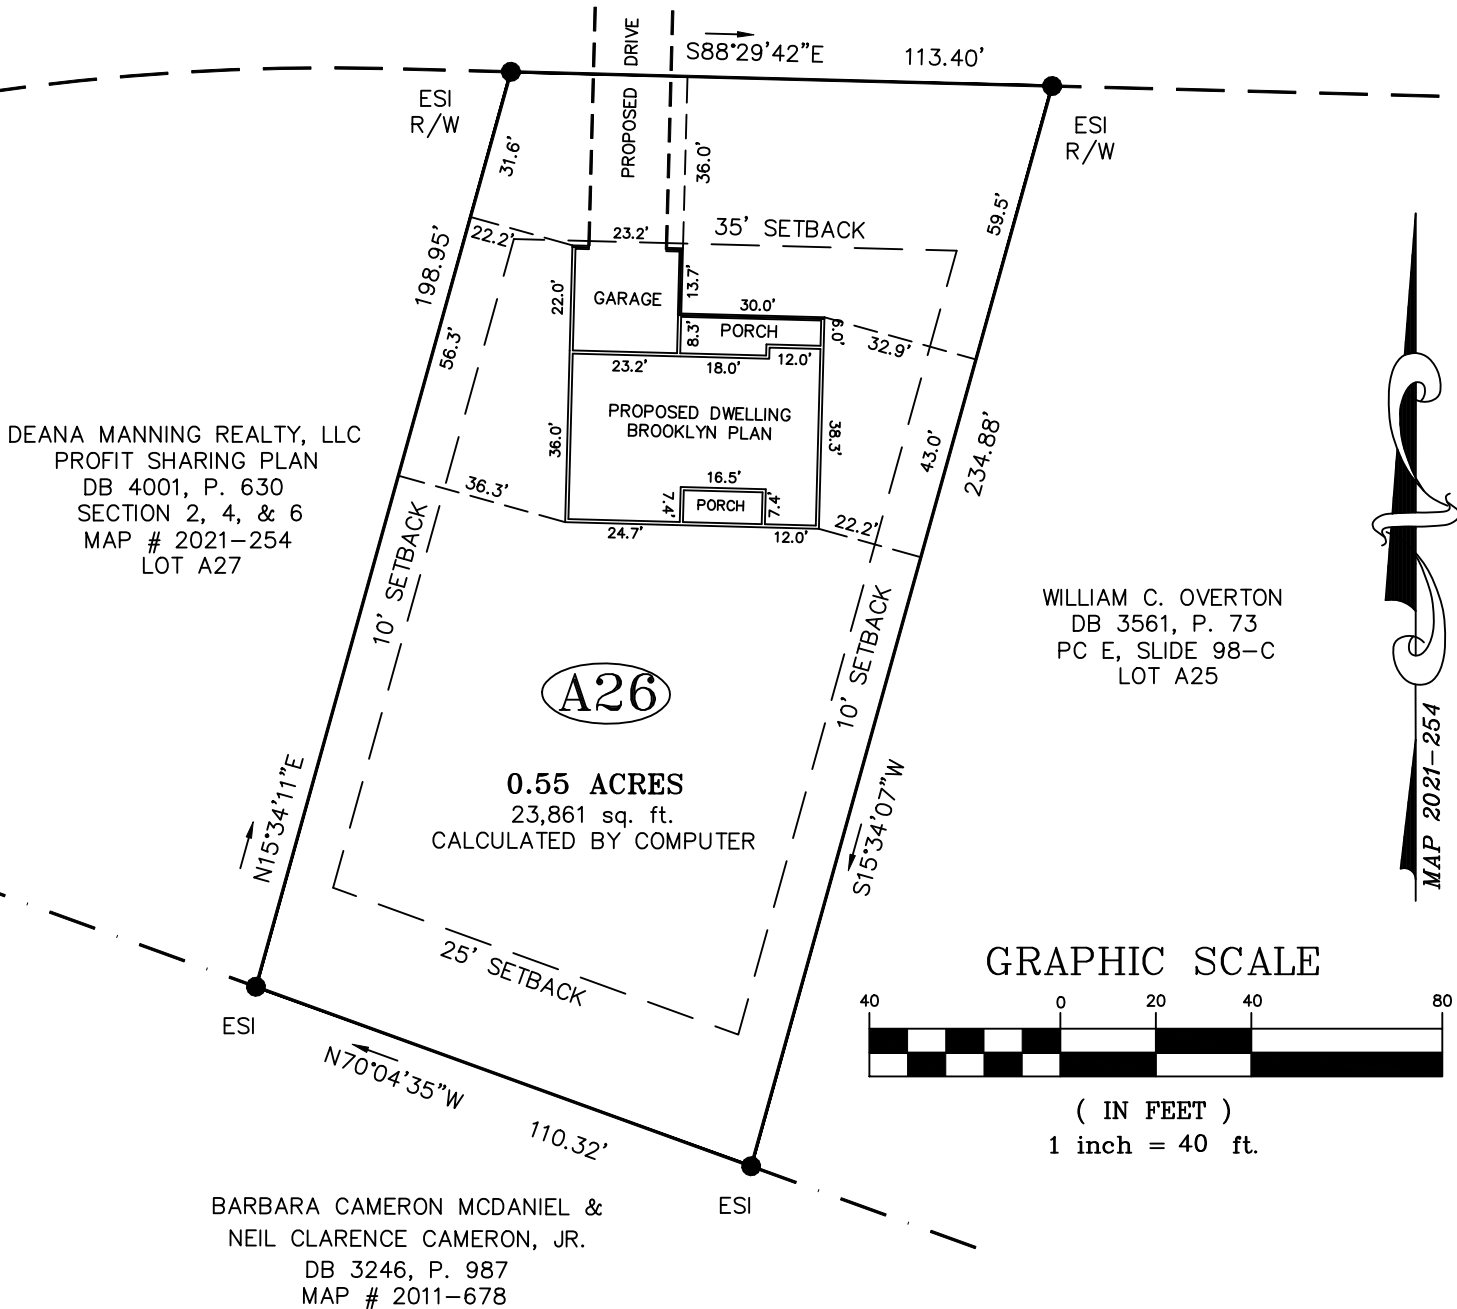 PROPOSED DRIVE
S88°29'42"E
113.40'
ESI
R/W
ESI
R/W
31.6'
36.0'
59.5'
22.2'
23.2'
35' SETBACK
198.95'
22.0'
GARAGE
13.7'
30.0'
8.3'
PORCH
6.0'
32.9'
56.3'
23.2'
18.0'
12.0'
PROPOSED DWELLING
BROOKLYN PLAN
36.0'
38.3'
43.0'
234.88'
DEANA MANNING REALTY, LLC
PROFIT SHARING PLAN
DB 4001, P. 630
SECTION 2, 4, & 6
MAP # 2021-254
LOT A27
36.3'
16.5'
7.4'
PORCH
7.4'
24.7'
12.0'
22.2'
10' SETBACK
10' SETBACK
WILLIAM C. OVERTON
DB 3561, P. 73
PC E, SLIDE 98-C
LOT A25
A26
0.55 ACRES
23,861 sq. ft.
CALCULATED BY COMPUTER
N15°34'11"E
S15°34'07"W
MAP 2021-254
25' SETBACK
ESI
N70°04'35"W
110.32'
ESI
GRAPHIC SCALE
40 0 20 40 80
( IN FEET )
1 inch = 40 ft.
BARBARA CAMERON MCDANIEL &
NEIL CLARENCE CAMERON, JR.
DB 3246, P. 987
MAP # 2011-678